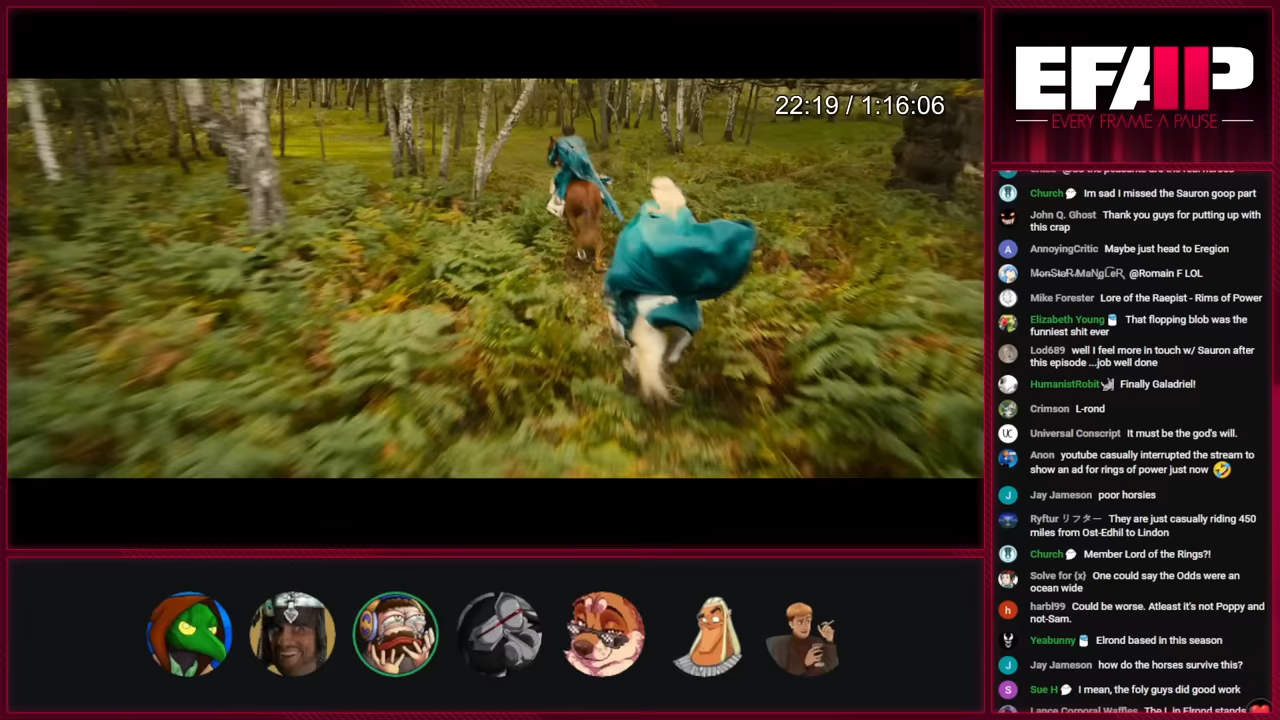 22:19 / 1:16:06
EFAP
EVERY FRAME A PAUSE
Church Im sad I missed the Sauron goop part
John Q. Ghost Thank you guys for putting up with
this crap
AnnoyingCritic Maybe just head to Eregion
@Romain F LOL
Mike Forester Lore of the Raepist - Rims of Power
Elizabeth Young That flopping blob was the
funniest shit ever
Lod689 well I feel more in touch w/ Sauron after
this episode ...job well done
HumanistRobit Finally Galadriel!
Crimson L-rond
UC
Universal Conscript It must be the god's will.
Anon youtube casually interrupted the stream to
show an ad for rings of power just now 🤣
J
Jay Jameson poor horsies
Ryftur リフター They are just casually riding 450
miles from Ost-Edhil to Lindon
Church Member Lord of the Rings?!
Solve for {x} One could say the Odds were an
ocean wide
h
harbl99 Could be worse. Atleast it's not Poppy and
not-Sam.
Yeabunny Elrond based in this season
J
Jay Jameson how do the horses survive this?
S
Sue H I mean, the foly guys did good work
Lance Corporal Waffles The L in Elrond stands